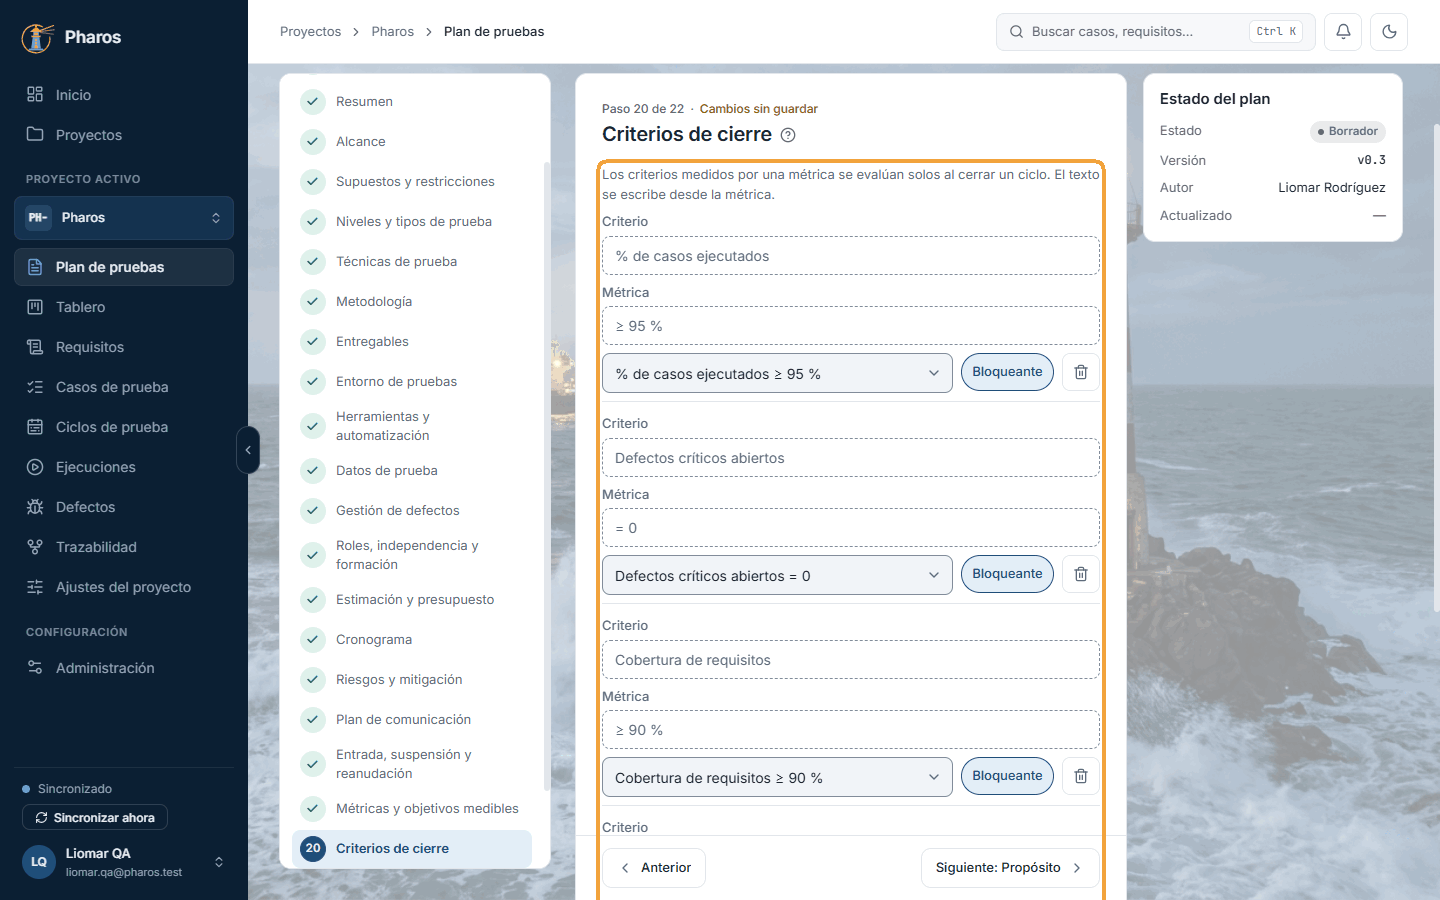 Pharos
Inicio
Proyectos
PROYECTO ACTIVO
PH-
Pharos
Plan de pruebas
Tablero
Requisitos
Casos de prueba
Ciclos de prueba
Ejecuciones
Defectos
Trazabilidad
Ajustes del proyecto
CONFIGURACIÓN
Administración
Sincronizado
Sincronizar ahora
LQ
Liomar QA
liomar.qa@pharos.test
Proyectos > Pharos > Plan de pruebas
Buscar casos, requisitos...
Ctrl K
Resumen
Alcance
Supuestos y restricciones
Niveles y tipos de prueba
Técnicas de prueba
Metodología
Entregables
Entorno de pruebas
Herramientas y
automatización
Datos de prueba
Gestión de defectos
Roles, independencia y
formación
Estimación y presupuesto
Cronograma
Riesgos y mitigación
Plan de comunicación
Entrada, suspensión y
reanudación
Métricas y objetivos medibles
20 Criterios de cierre
Paso 20 de 22 · Cambios sin guardar
Criterios de cierre
Los criterios medidos por una métrica se evalúan solos al cerrar un ciclo. El texto
se escribe desde la métrica.
Criterio
% de casos ejecutados
Métrica
≥ 95 %
% de casos ejecutados ≥ 95 %
Bloqueante
Criterio
Defectos críticos abiertos
Métrica
= 0
Defectos críticos abiertos = 0
Bloqueante
Criterio
Cobertura de requisitos
Métrica
≥ 90 %
Cobertura de requisitos ≥ 90 %
Bloqueante
Criterio
Anterior
Siguiente: Propósito
Estado del plan
Estado
Borrador
Versión
v0.3
Autor
Liomar Rodríguez
Actualizado
—